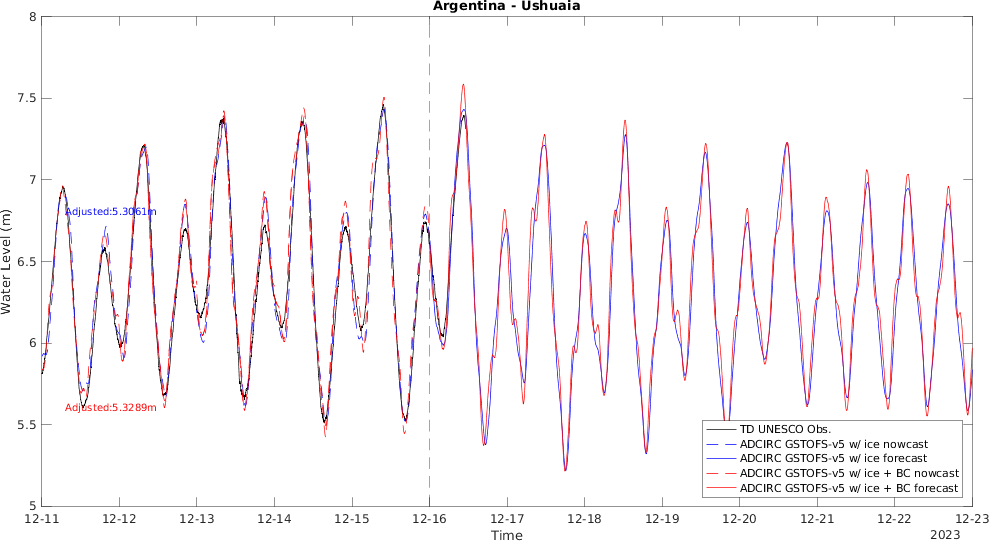 Argentina - Ushuaia
Water Level (m)
8
7.5
7
6.5
6
5.5
5
Adjusted:5.3061m
Adjusted:5.3289m
TD UNESCO Obs.
ADCIRC GSTOFS-v5 w/ ice nowcast
ADCIRC GSTOFS-v5 w/ ice forecast
ADCIRC GSTOFS-v5 w/ ice + BC nowcast
ADCIRC GSTOFS-v5 w/ ice + BC forecast
12-11 12-12 12-13 12-14 12-15 12-16 12-17 12-18 12-19 12-20 12-21 12-22 12-23
Time
2023